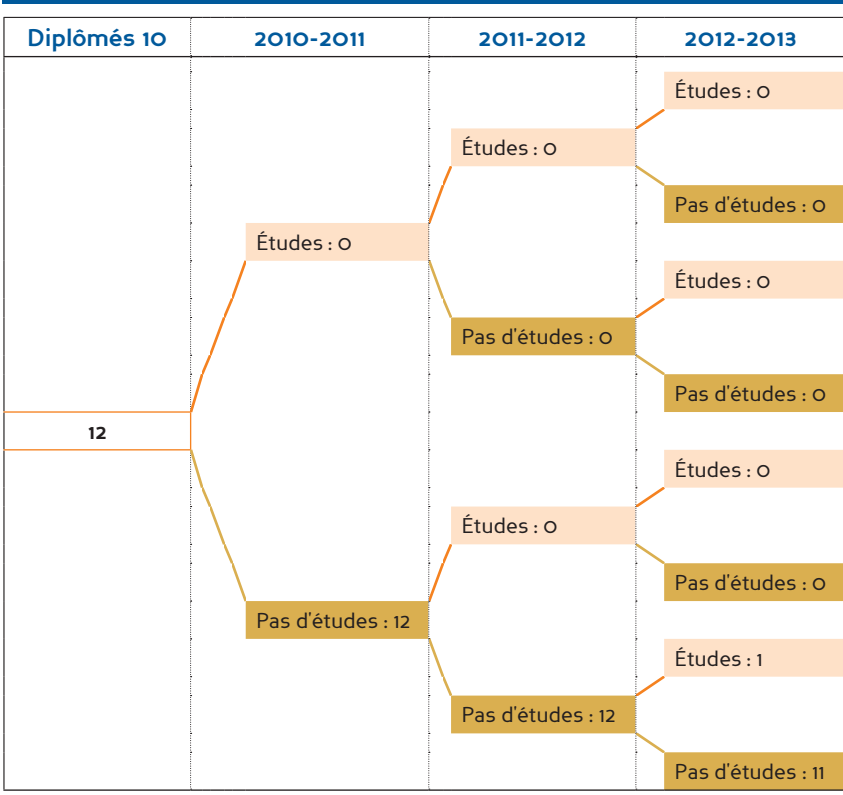 Diplômés 10 2010-2011 2011-2012 2012-2013
Études : 0
Études : 0
Pas d'études : 0
Études : 0
Études : 0
Pas d'études : 0
Pas d'études : 0
12
Études : 0
Études : 0
Pas d'études : 0
Pas d'études : 12
Études : 1
Pas d'études : 12
Pas d'études : 11